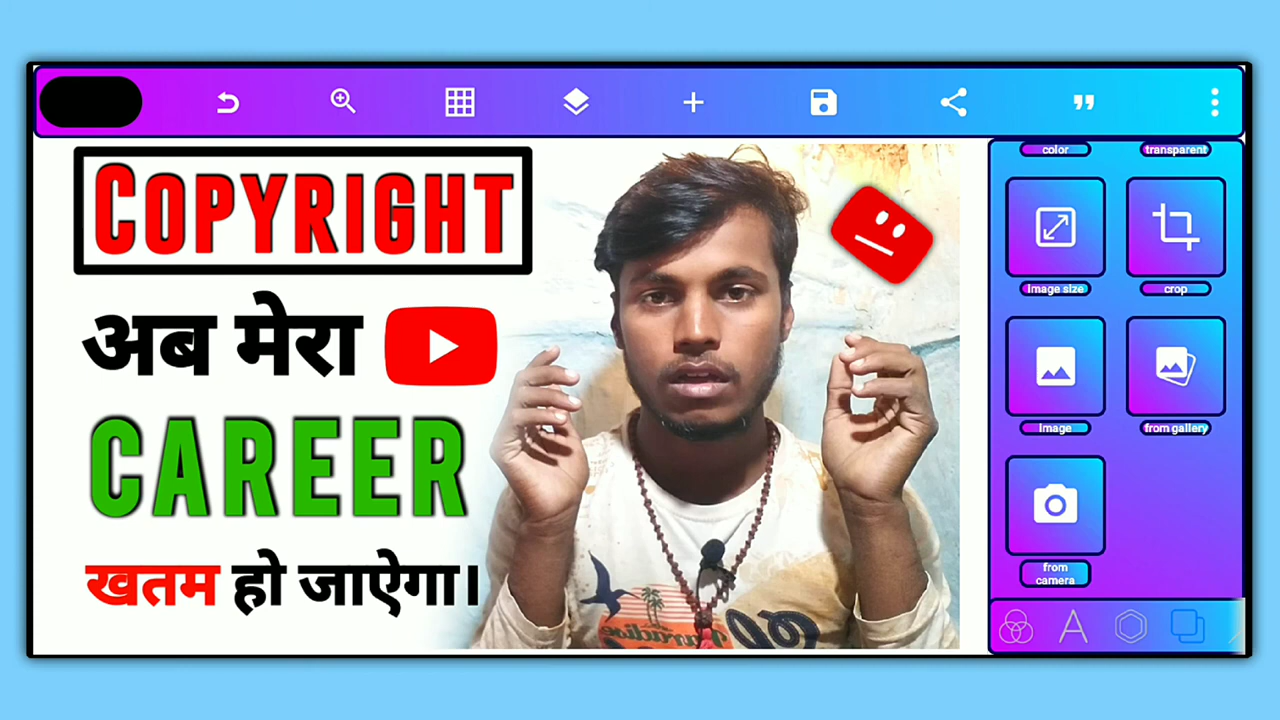 color transparent
COPYRIGHT
Image size crop
अब मेरा
Image from gallery
CAREER
from
camera
खतम हो जाऐगा।